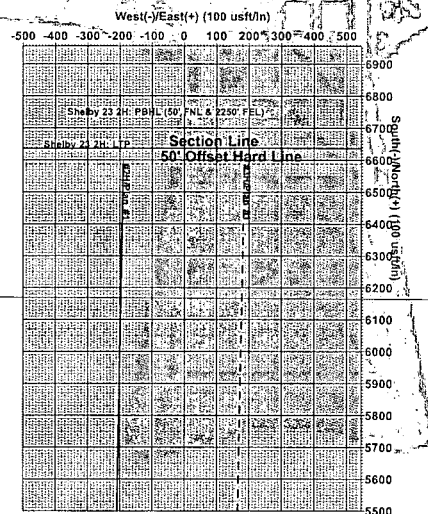 West(-)/East(+) (100 usft/in)
-500 -400 -300 -200 -100 0 100 200 300 400 500
6900
6800
Shelby 23 2H: PBHL (50' FNL & 2250' FEL)
6700
Shelby 23 2H: LTP
Section Line
6600
50' Offset Hard Line
6500
6400
South(-)/North(+) (100 usft/in)
6300
6200
6100
6000
5900
5800
5700
5600
5500